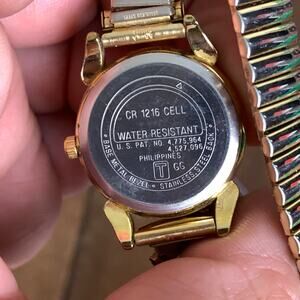 CR 1216 CELL
WATER RESISTANT
U.S. PAT. NO. 4,775,964
4,527,096
PHILIPPINES
T GG
BASE METAL BEZEL • STAINLESS STEEL BACK